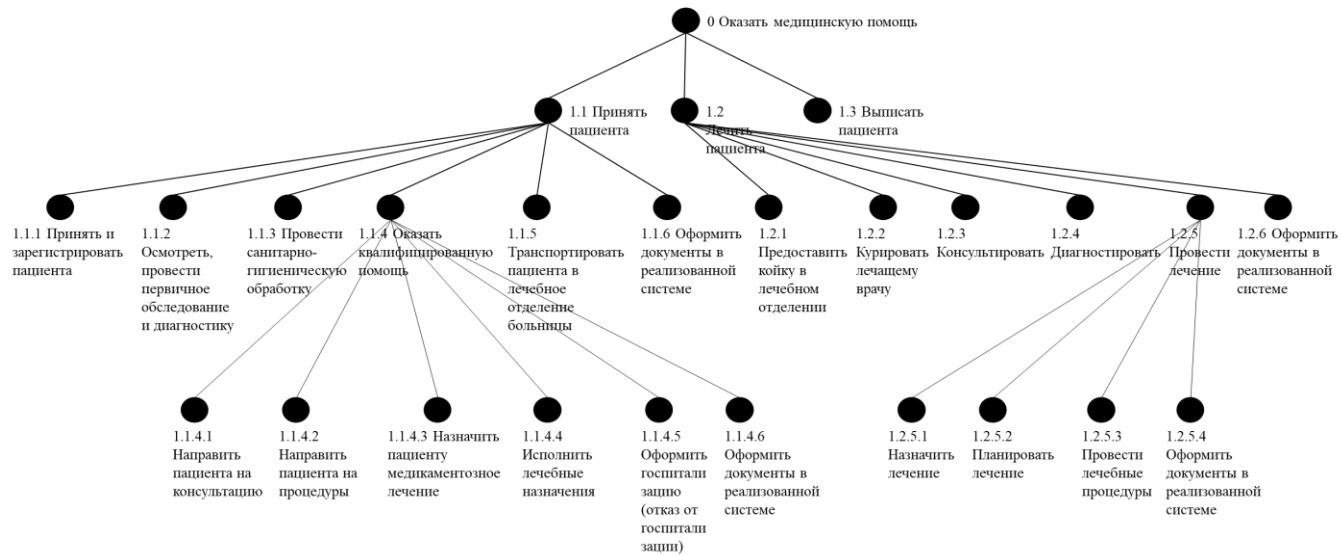 0 Оказать медицинскую помощь
1.1 Принять
пациента
1.2
Лечить
пациента
1.3 Выписать
пациента
1.1.1 Принять и
зарегистрировать
пациента
1.1.2
Осмотреть,
провести
первичное
обследование
и диагностику
1.1.3 Провести
санитарно-
гигиеническую
обработку
1.1.4 Оказать
квалифицированную
помощь
1.1.5
Транспортировать
пациента в
лечебное
отделение
больницы
1.1.6 Оформить
документы в
реализованной
системе
1.2.1
Предоставить
койку в
лечебном
отделении
1.2.2
Курировать
лечащему
врачу
1.2.3
Консультировать
1.2.4
Диагностировать
1.2.5
Провести
лечение
1.2.6 Оформить
документы в
реализованной
системе
1.1.4.1
Направить
пациента на
консультацию
1.1.4.2
Направить
пациента на
процедуры
1.1.4.3 Назначить
пациенту
медикаментозное
лечение
1.1.4.4
Исполнить
лечебные
назначения
1.1.4.5
Оформить
госпитали
зацию
(отказ от
госпитали
зации)
1.1.4.6
Оформить
документы в
реализованной
системе
1.2.5.1
Назначить
лечение
1.2.5.2
Планировать
лечение
1.2.5.3
Провести
лечебные
процедуры
1.2.5.4
Оформить
документы в
реализованной
системе